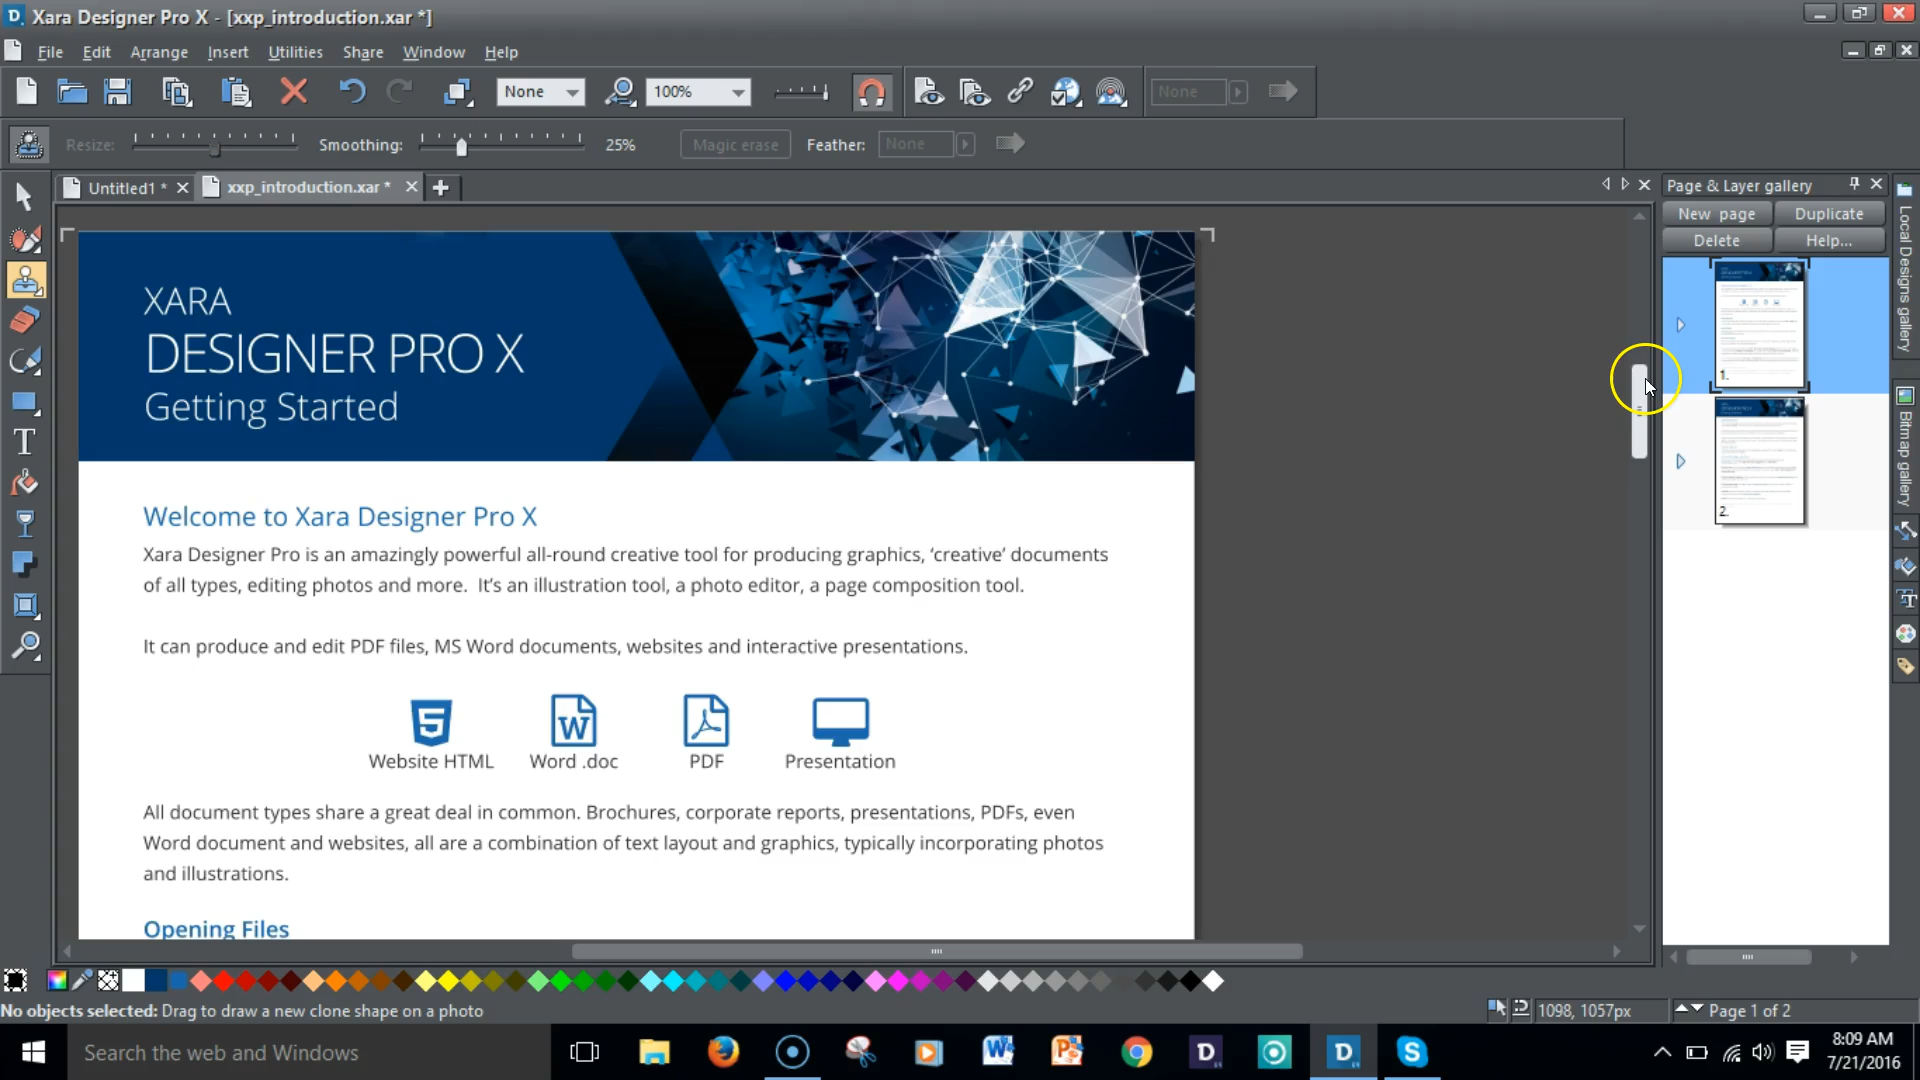 Xara Designer Pro X - [xxp_introduction.xar *]
File Edit Arrange Insert Utilities Share Window Help
None 100% None
Resize: Smoothing: 25% Magic erase Feather: None
Untitled1 * xxp_introduction.xar *
Page & Layer gallery
New page Duplicate
Delete Help...
1.
2.
Local Designs gallery
Bitmap gallery
XARA
DESIGNER PRO X
Getting Started
Welcome to Xara Designer Pro X
Xara Designer Pro is an amazingly powerful all-round creative tool for producing graphics, ‘creative’ documents
of all types, editing photos and more. It’s an illustration tool, a photo editor, a page composition tool.
It can produce and edit PDF files, MS Word documents, websites and interactive presentations.
Website HTML Word .doc PDF Presentation
All document types share a great deal in common. Brochures, corporate reports, presentations, PDFs, even
Word document and websites, all are a combination of text layout and graphics, typically incorporating photos
and illustrations.
Opening Files
No objects selected: Drag to draw a new clone shape on a photo
1098, 1057px
Page 1 of 2
Search the web and Windows
8:09 AM
7/21/2016